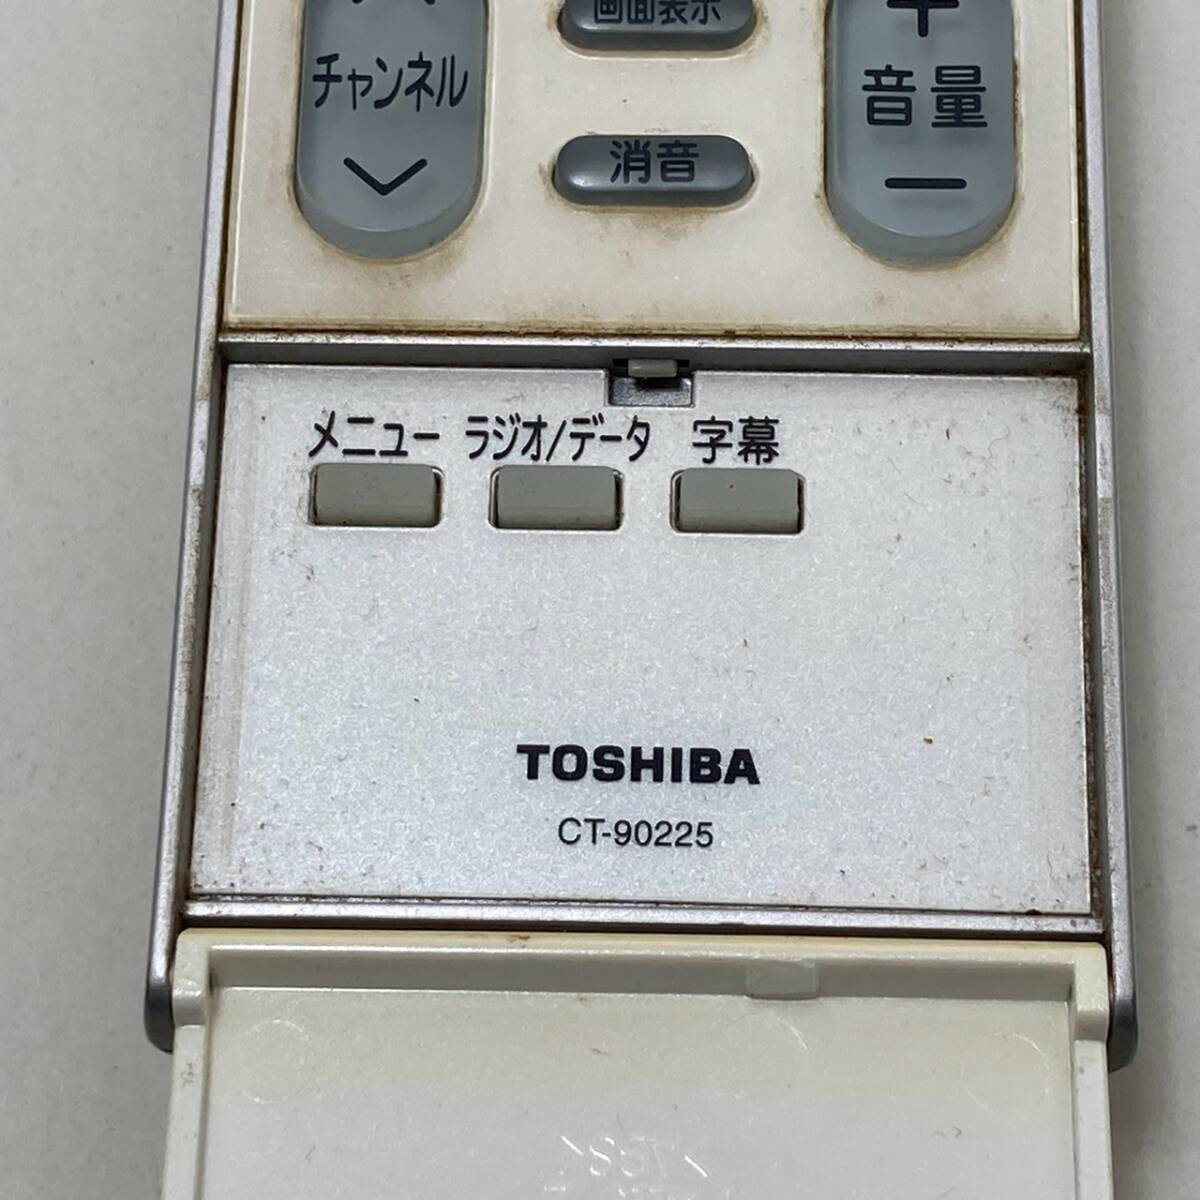 画面表示
＋
チャンネル
音量
消音
－
メニュー ラジオ/データ 字幕
TOSHIBA
CT-90225